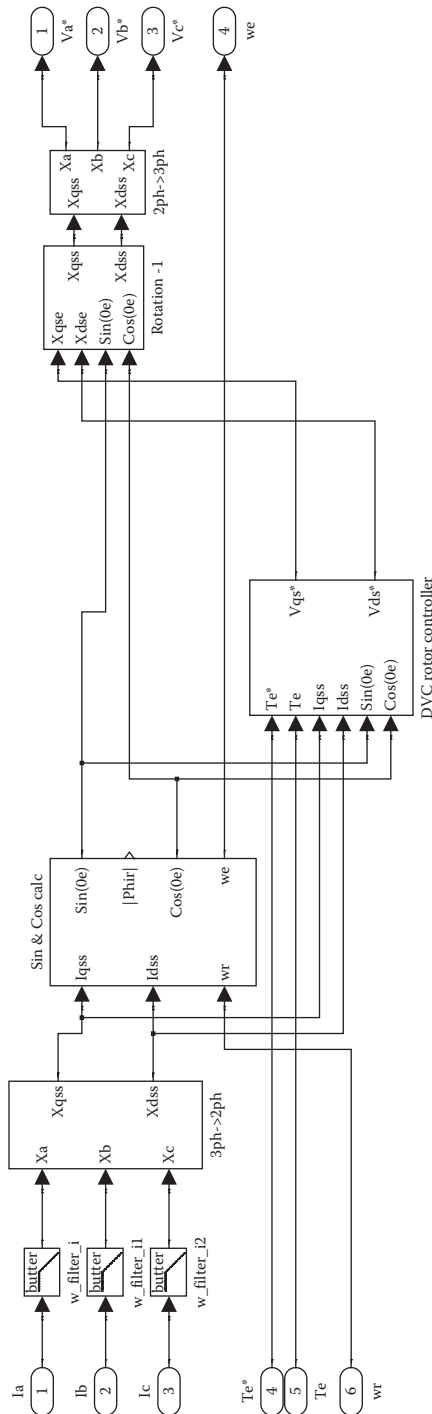 Ia
1
Ib
2
Ic
3
Te*
4
5
Te
6
wr
butter
w_filter_i
butter
w_filter_i1
butter
w_filter_i2
Xa
Xb
Xc
Xqss
Xdss
3ph->2ph
Sin & Cos calc
Iqss
Idss
wr
Sin(0e)
|Phir|
Cos(0e)
we
Te*
Te
Iqss
Idss
Sin(0e)
Cos(0e)
Vqs*
Vds*
DVC rotor controller
Xqse
Xdse
Sin(0e)
Cos(0e)
Xqss
Xdss
Rotation -1
Xqss
Xdss
Xa
Xb
Xc
2ph->3ph
1
Va*
2
Vb*
3
Vc*
4
we